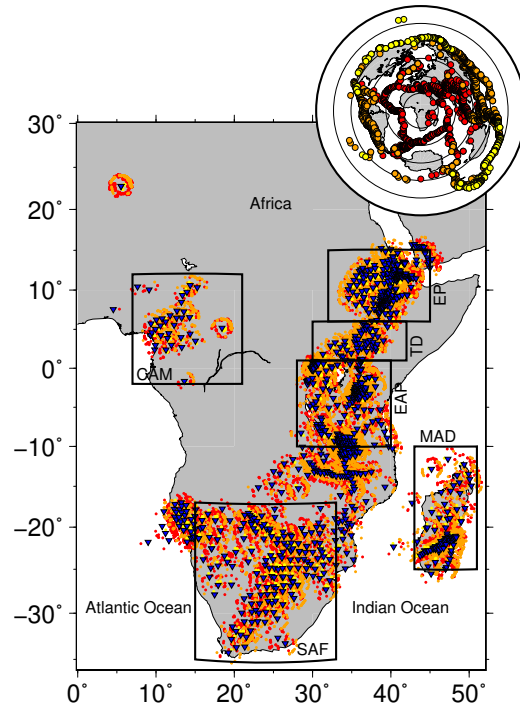 30°
20°
10°
0°
−10°
−20°
−30°
Africa
EP
TD
EAP
CAM
MAD
Atlantic Ocean
Indian Ocean
SAF
0° 10° 20° 30° 40° 50°